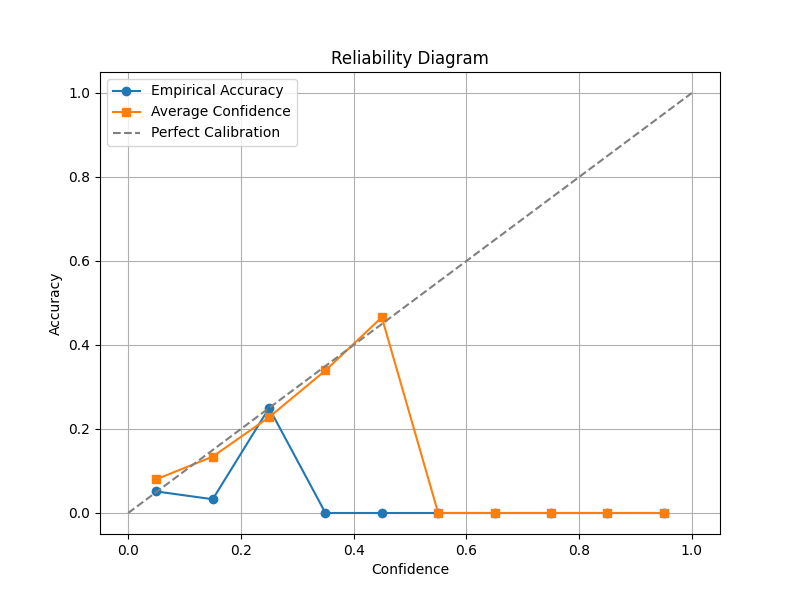 Reliability Diagram
Empirical Accuracy
Average Confidence
Perfect Calibration
Accuracy
1.0
0.8
0.6
0.4
0.2
0.0
0.0 0.2 0.4 0.6 0.8 1.0
Confidence